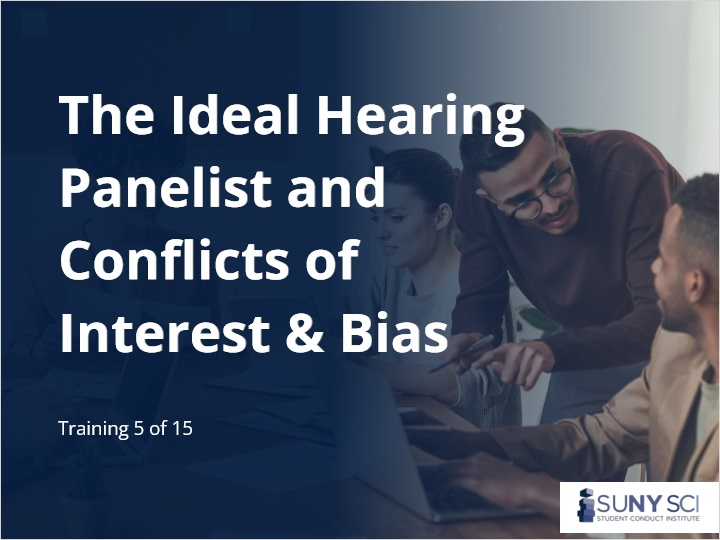 The Ideal Hearing
Panelist and
Conflicts of
Interest & Bias
Training 5 of 15
SUNY SCI
STUDENT CONDUCT INSTITUTE